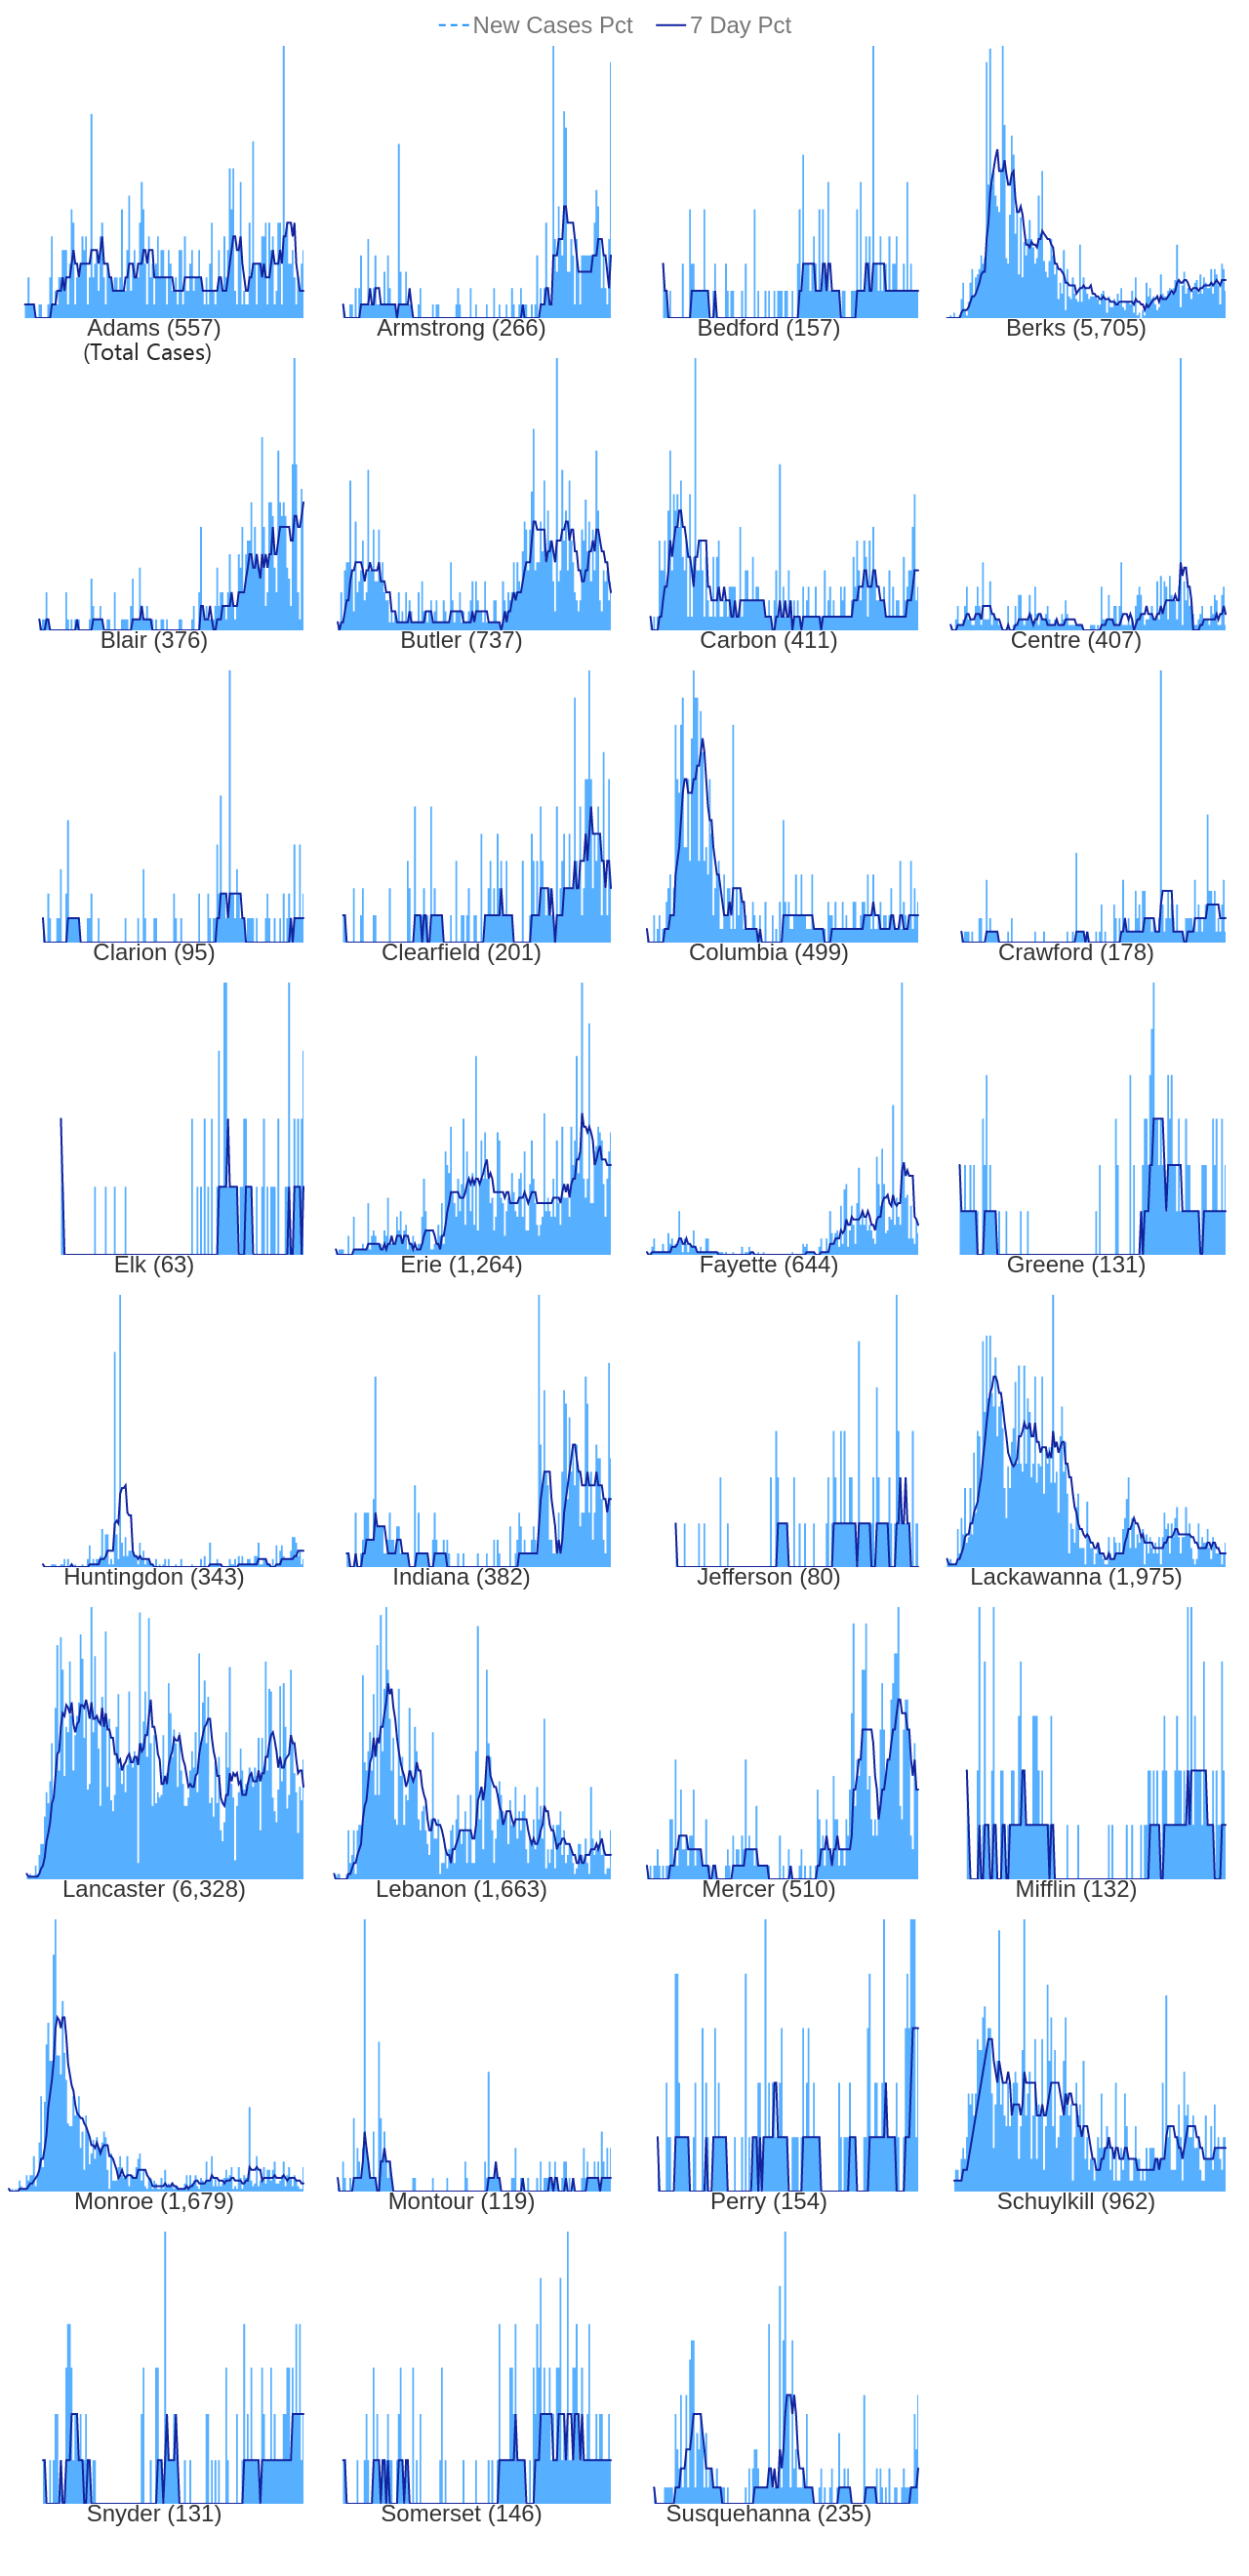 New Cases Pct 7 Day Pct
Adams (557) Armstrong (266) Bedford (157) Berks (5,705)
(Total Cases)
Blair (376) Butler (737) Carbon (411) Centre (407)
Clarion (95) Clearfield (201) Columbia (499) Crawford (178)
Elk (63) Erie (1,264) Fayette (644) Greene (131)
Huntingdon (343) Indiana (382) Jefferson (80) Lackawanna (1,975)
Lancaster (6,328) Lebanon (1,663) Mercer (510) Mifflin (132)
Monroe (1,679) Montour (119) Perry (154) Schuylkill (962)
Snyder (131) Somerset (146) Susquehanna (235)